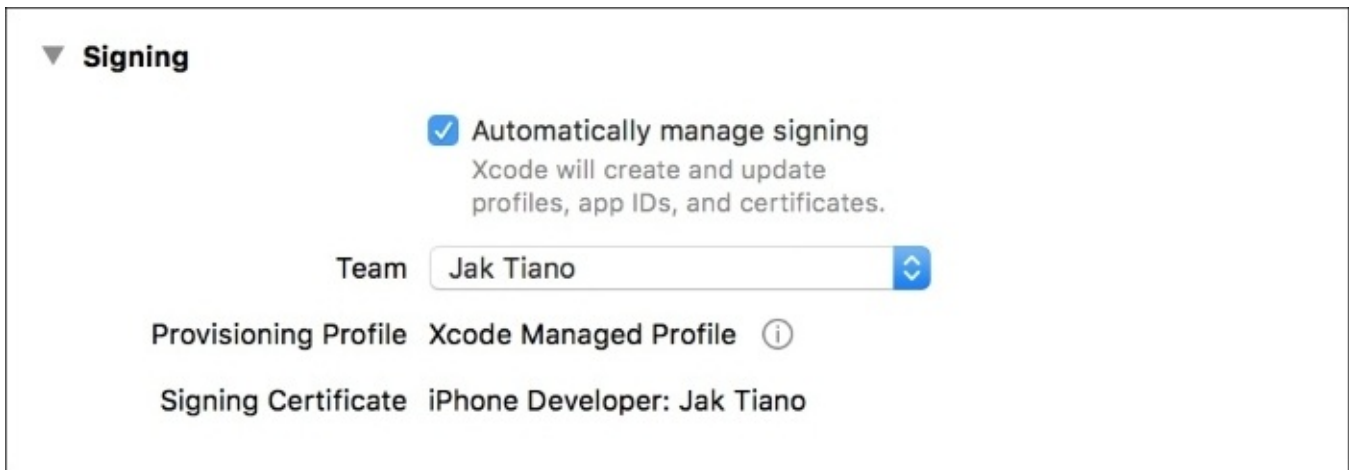 Signing
Automatically manage signing
Xcode will create and update
profiles, app IDs, and certificates.
Team Jak Tiano
Provisioning Profile Xcode Managed Profile
Signing Certificate iPhone Developer: Jak Tiano